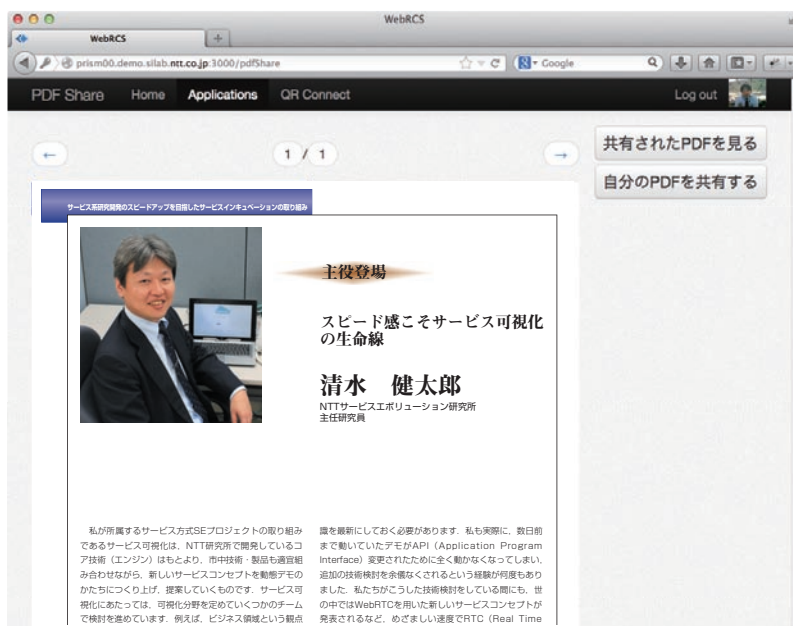 WebRCS
WebRCS
prism00.demo.silab.ntt.co.jp:3000/pdfShare
Google
PDF Share Home Applications QR Connect Log out
← 1 / 1 →
共有されたPDFを見る
自分のPDFを共有する
サービス系研究開発のスピードアップを目指したサービスインキュベーションの取り組み
主役登場
スピード感こそサービス可視化
の生命線
清水 健太郎
NTTサービスエボリューション研究所
主任研究員
私が所属するサービス方式SEプロジェクトの取り組み
であるサービス可視化は，NTT研究所で開発しているコ
ア技術（エンジン）はもとより，市中技術・製品も適宜組
み合わせながら，新しいサービスコンセプトを動態デモの
かたちにつくり上げ，提案していくものです．サービス可
視化にあたっては，可視化分野を定めていくつかのチーム
で検討を進めています．例えば，ビジネス領域という観点
識を最新にしておく必要があります．私も実際に，数日前
まで動いていたデモがAPI（Application Program
Interface）変更されたために全く動かなくなってしまい，
追加の技術検討を余儀なくされるという経験が何度もあり
ました．私たちがこうした技術検討をしている間にも，世
の中ではWebRTCを用いた新しいサービスコンセプトが
発表されるなど，めざましい速度でRTC（Real Time